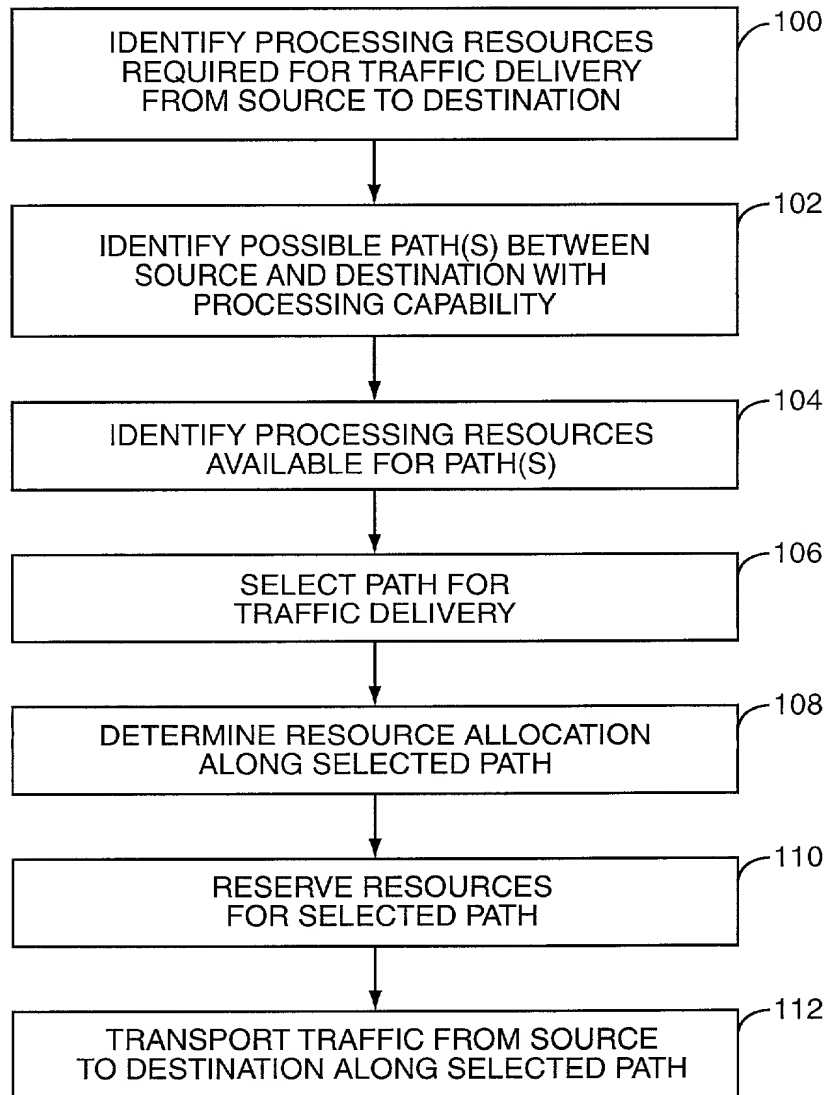 100
IDENTIFY PROCESSING RESOURCES
REQUIRED FOR TRAFFIC DELIVERY
FROM SOURCE TO DESTINATION
102
IDENTIFY POSSIBLE PATH(S) BETWEEN
SOURCE AND DESTINATION WITH
PROCESSING CAPABILITY
104
IDENTIFY PROCESSING RESOURCES
AVAILABLE FOR PATH(S)
106
SELECT PATH FOR
TRAFFIC DELIVERY
108
DETERMINE RESOURCE ALLOCATION
ALONG SELECTED PATH
110
RESERVE RESOURCES
FOR SELECTED PATH
112
TRANSPORT TRAFFIC FROM SOURCE
TO DESTINATION ALONG SELECTED PATH